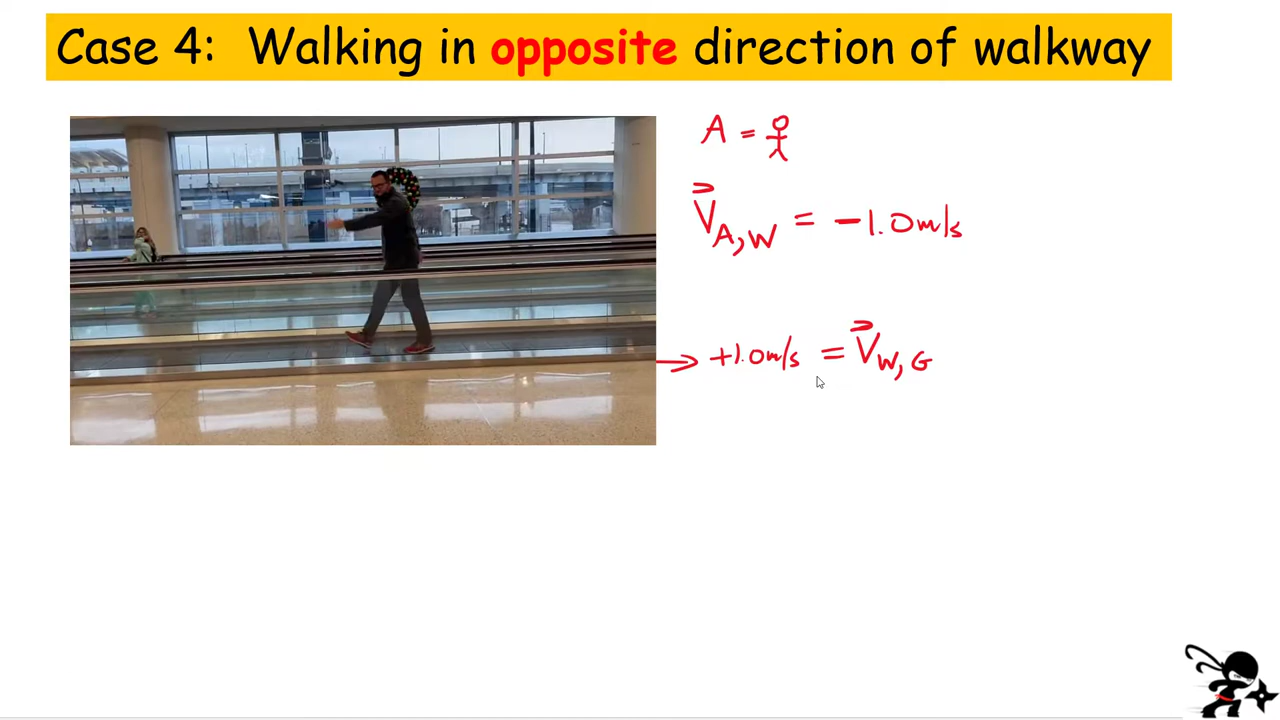 Case 4: Walking in opposite direction of walkway
A =
V⃗A,W = -1.0m/s
→ +1.0m/s = V⃗W,G